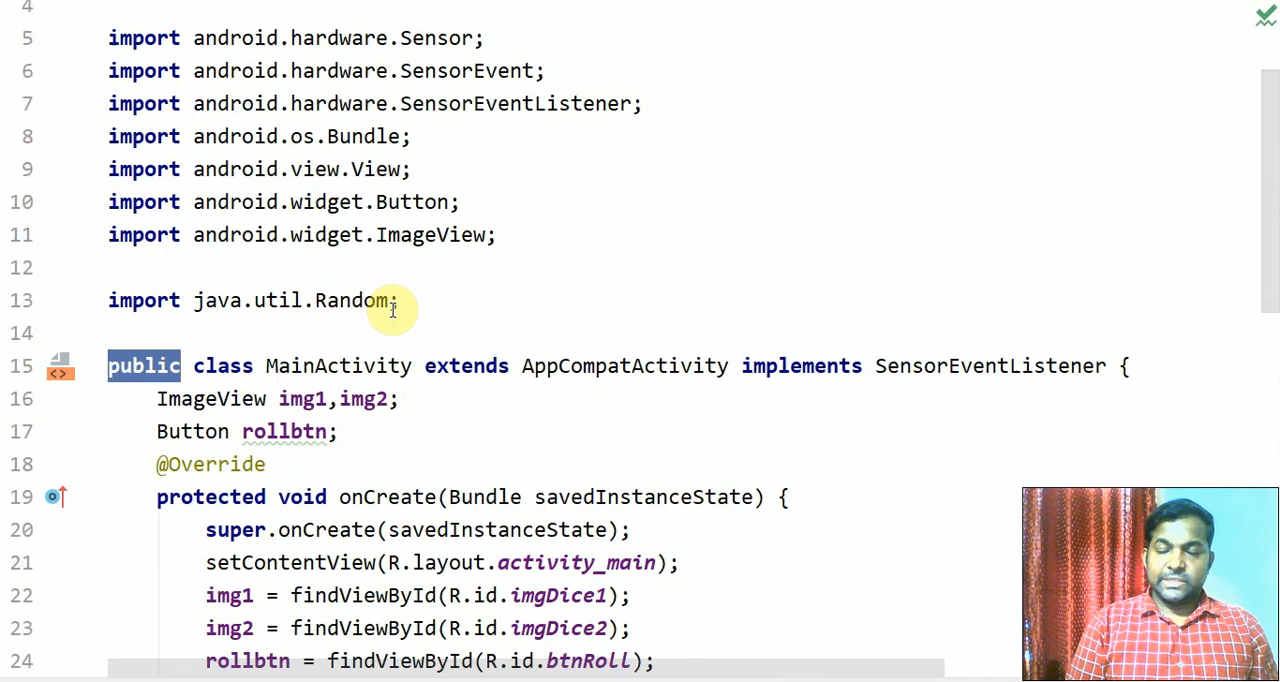 4
5 import android.hardware.Sensor;
6 import android.hardware.SensorEvent;
7 import android.hardware.SensorEventListener;
8 import android.os.Bundle;
9 import android.view.View;
10 import android.widget.Button;
11 import android.widget.ImageView;
12
13 import java.util.Random;
14
15 public class MainActivity extends AppCompatActivity implements SensorEventListener {
16 ImageView img1,img2;
17 Button rollbtn;
18 @Override
19 protected void onCreate(Bundle savedInstanceState) {
20 super.onCreate(savedInstanceState);
21 setContentView(R.layout.activity_main);
22 img1 = findViewById(R.id.imgDice1);
23 img2 = findViewById(R.id.imgDice2);
24 rollbtn = findViewById(R.id.btnRoll);